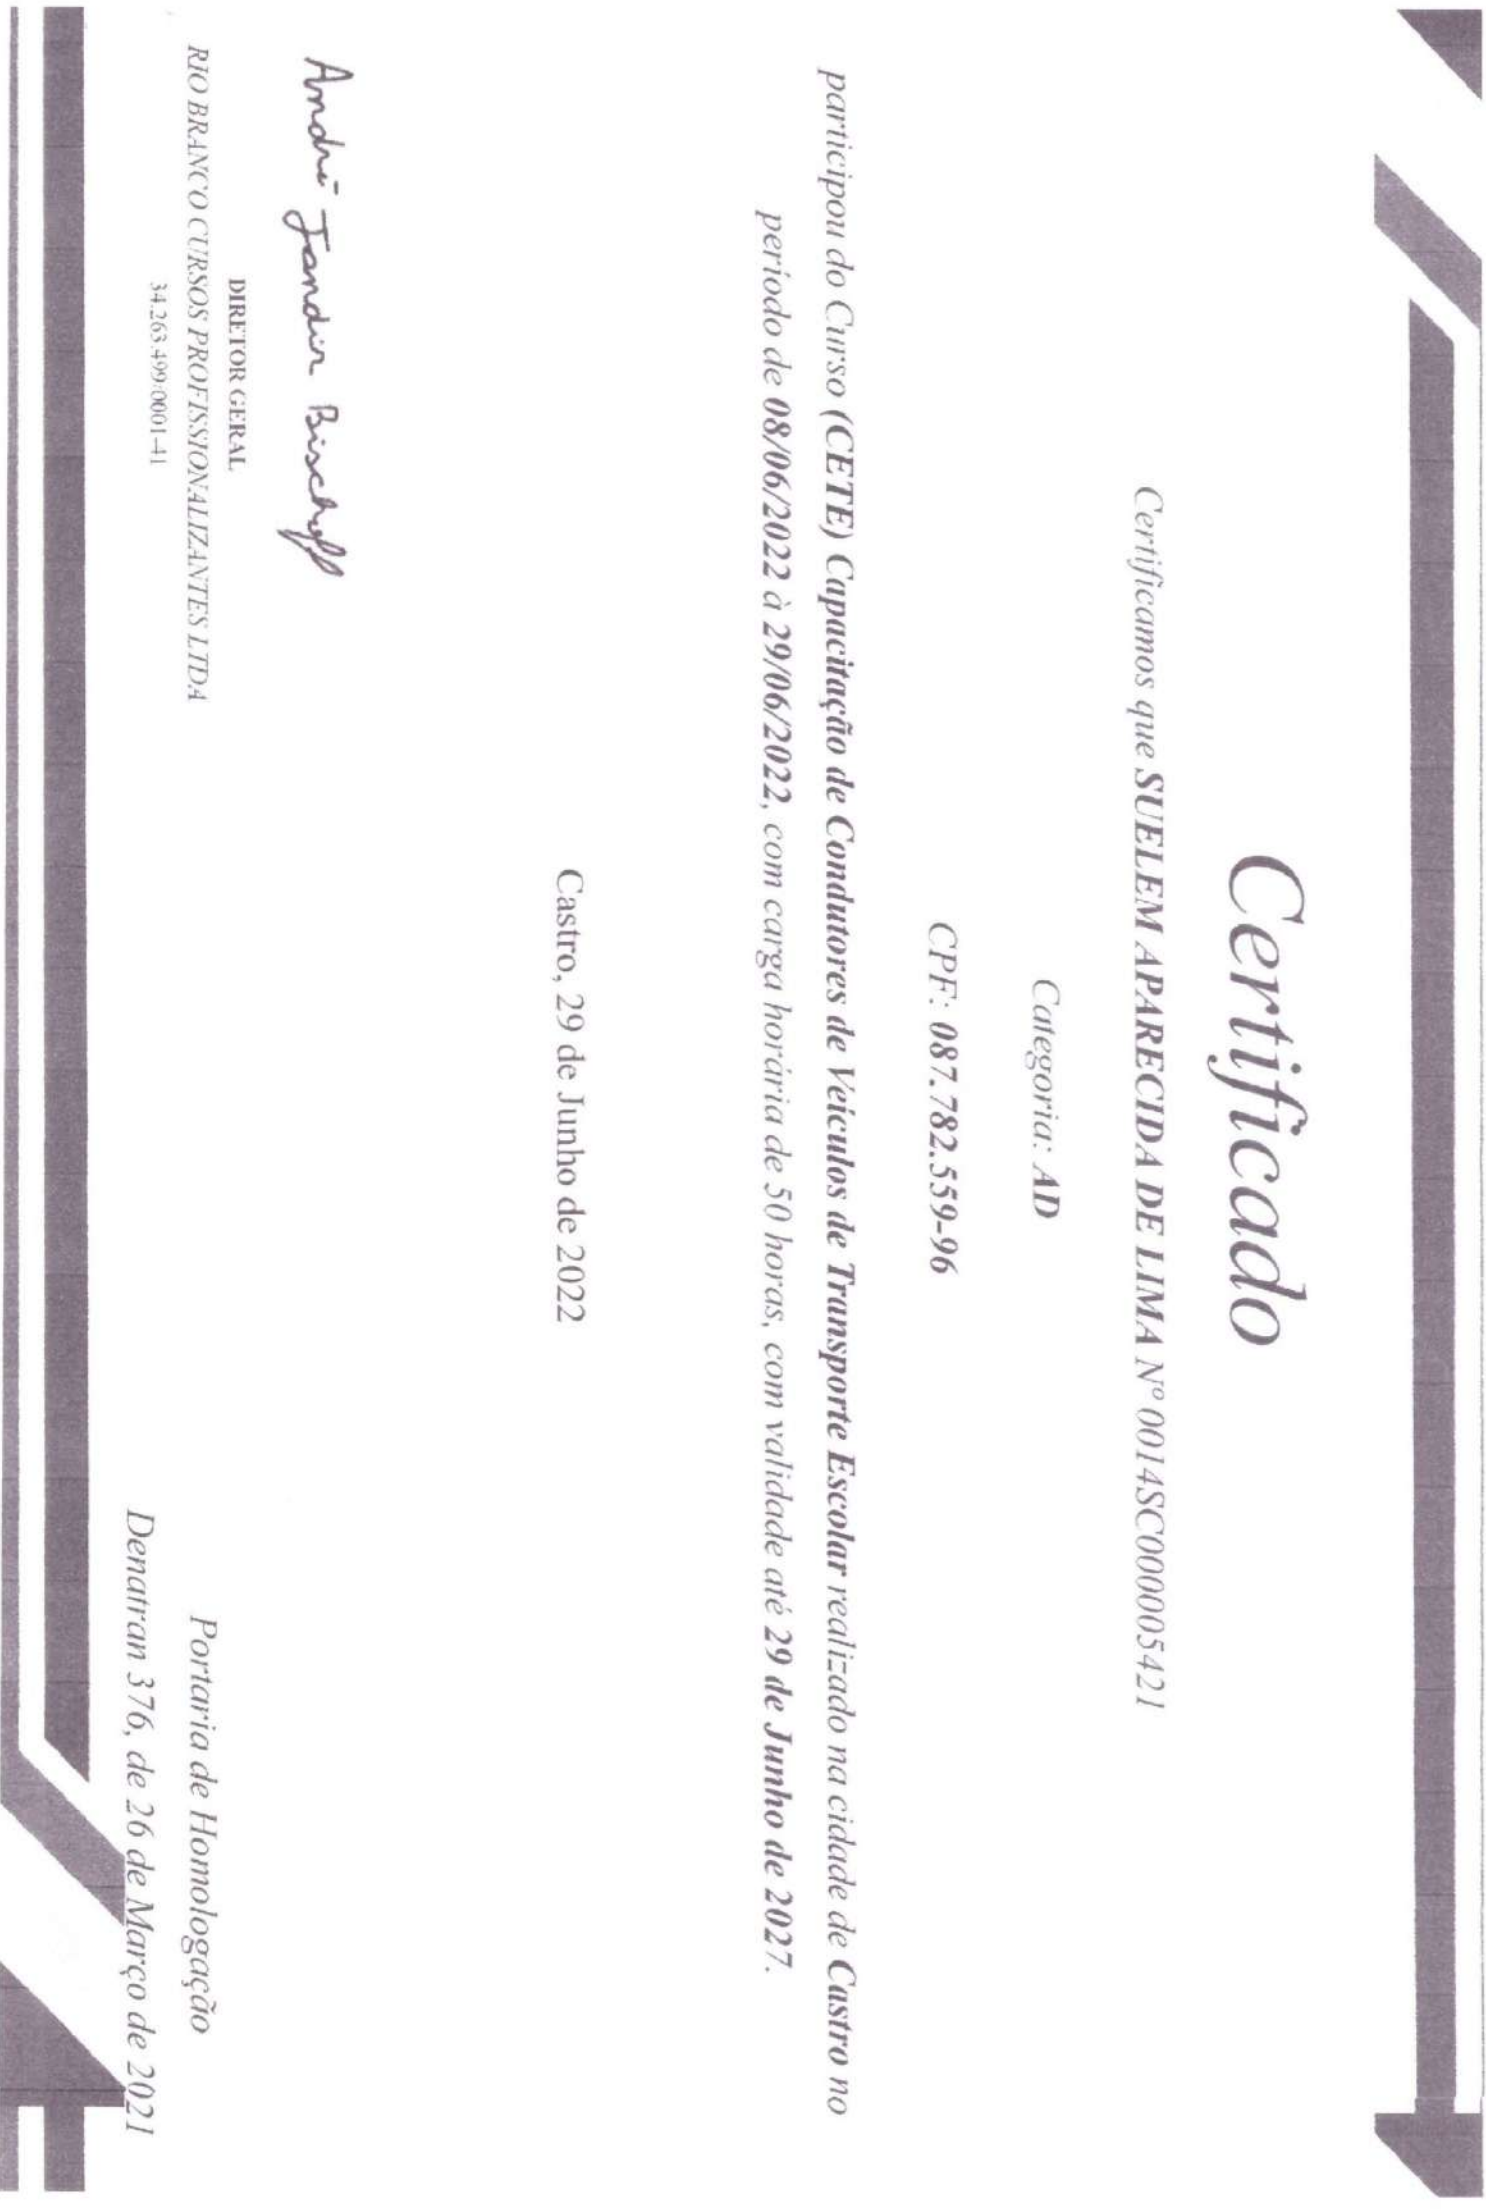 Certificado
Certificamos que SUELEM APARECIDA DE LIMA Nº 0014SC000005421
Categoria: AD
CPF: 087.782.559-96
participou do Curso (CETE) Capacitação de Condutores de Veículos de Transporte Escolar realizado na cidade de Castro no
período de 08/06/2022 à 29/06/2022, com carga horária de 50 horas, com validade até 29 de Junho de 2027.
Castro, 29 de Junho de 2022
André Jandir Bischoff
DIRETOR GERAL
RIO BRANCO CURSOS PROFISSIONALIZANTES LTDA
34.263.499/0001-41
Portaria de Homologação
Denatran 376, de 26 de Março de 2021